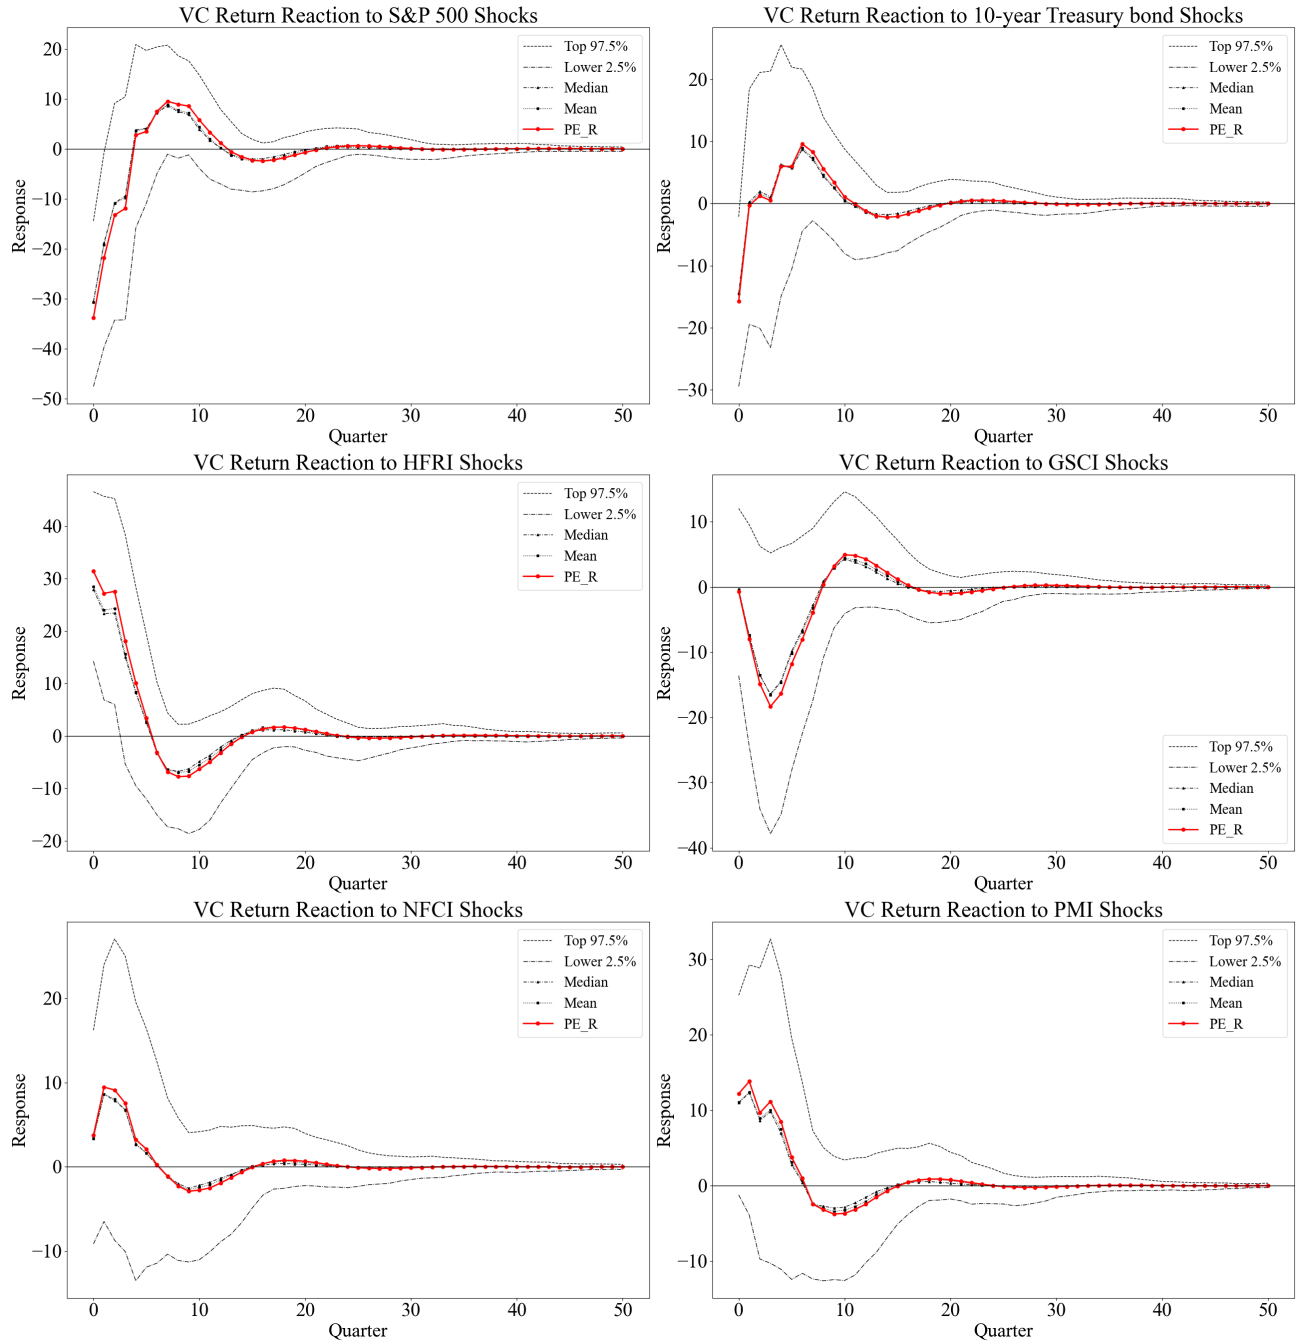 VC Return Reaction to S&P 500 Shocks
20
10
0
−10
−20
−30
−40
−50
Response
Top 97.5%
Lower 2.5%
Median
Mean
PE_R
0 10 20 30 40 50
Quarter
VC Return Reaction to 10-year Treasury bond Shocks
20
10
0
−10
−20
−30
Response
Top 97.5%
Lower 2.5%
Median
Mean
PE_R
0 10 20 30 40 50
Quarter
VC Return Reaction to HFRI Shocks
40
30
20
10
0
−10
−20
Response
Top 97.5%
Lower 2.5%
Median
Mean
PE_R
0 10 20 30 40 50
Quarter
VC Return Reaction to GSCI Shocks
10
0
−10
−20
−30
−40
Response
Top 97.5%
Lower 2.5%
Median
Mean
PE_R
0 10 20 30 40 50
Quarter
VC Return Reaction to NFCI Shocks
20
10
0
−10
Response
Top 97.5%
Lower 2.5%
Median
Mean
PE_R
0 10 20 30 40 50
Quarter
VC Return Reaction to PMI Shocks
30
20
10
0
−10
Response
Top 97.5%
Lower 2.5%
Median
Mean
PE_R
0 10 20 30 40 50
Quarter